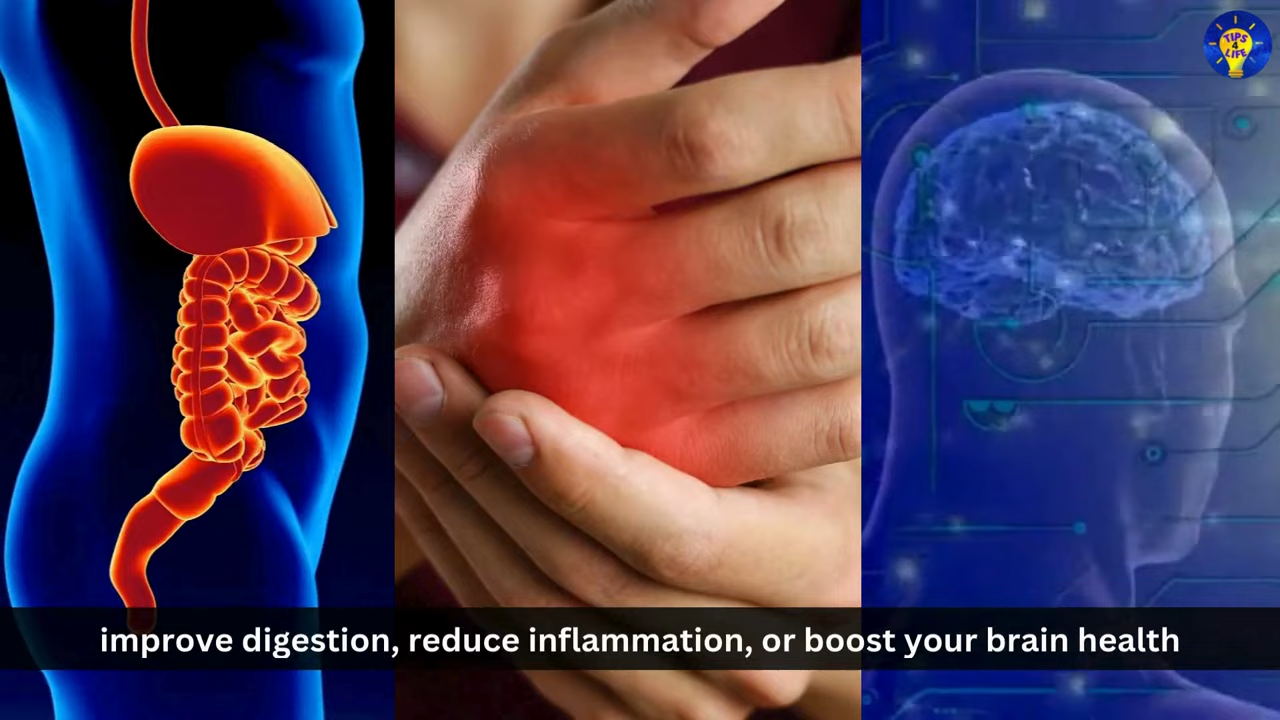 TIPS
4
LIFE
improve digestion, reduce inflammation, or boost your brain health